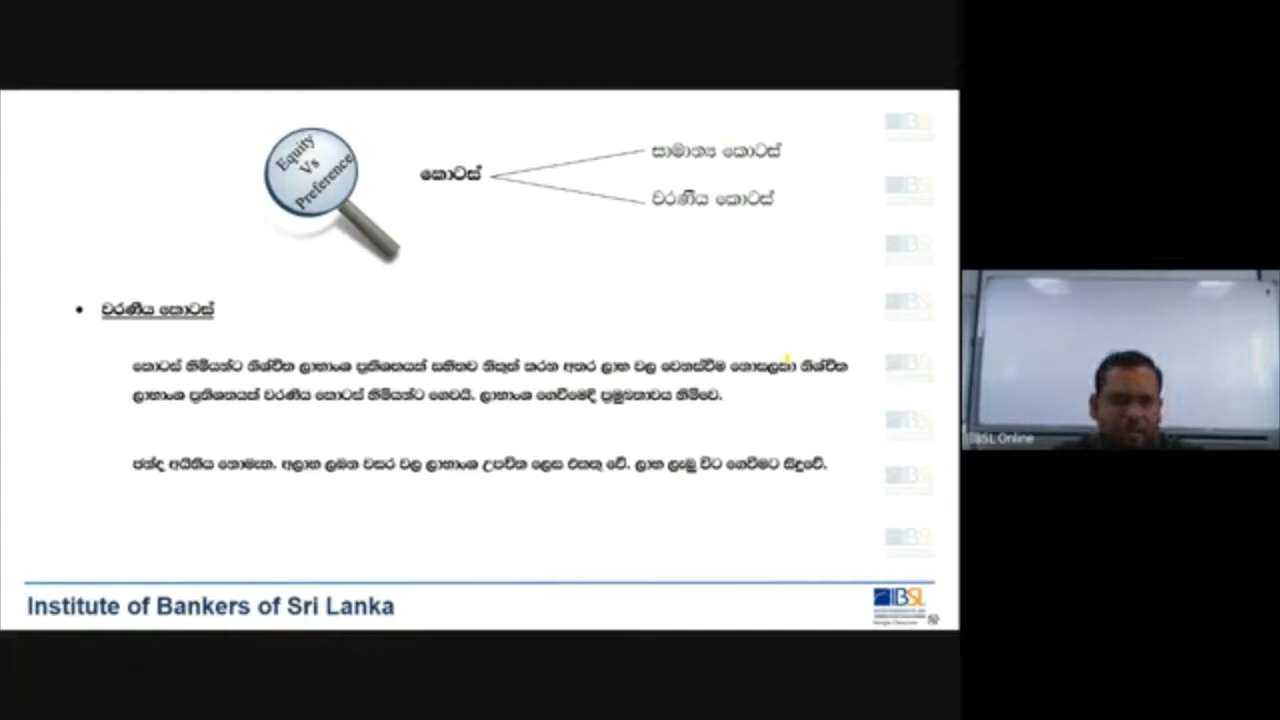 Equity
Vs
Preference
කොටස්
සාමාන්‍ය කොටස්
වරණීය කොටස්
• වරණීය කොටස්
කොටස් හිමියන්ට නිශ්චිත ලාභාංශ ප්‍රතිශතයක් සහිතව නිකුත් කරන අතර ලාභ වල වෙනස්වීම නොසලකා නිශ්චිත
ලාභාංශ ප්‍රතිශතයක් වරණීය කොටස් හිමියන්ට ගෙවයි. ලාභාංශ ගෙවීමේදී ප්‍රමුඛතාවය හිමිවේ.
ඡන්ද අයිතිය නොමැත. අලාභ ලබන වසර වල ලාභාංශ උපචිත ලෙස එකතු වේ. ලාභ ලැබූ විට ගෙවීමට සිදුවේ.
Institute of Bankers of Sri Lanka
IBSL
IBSL Online